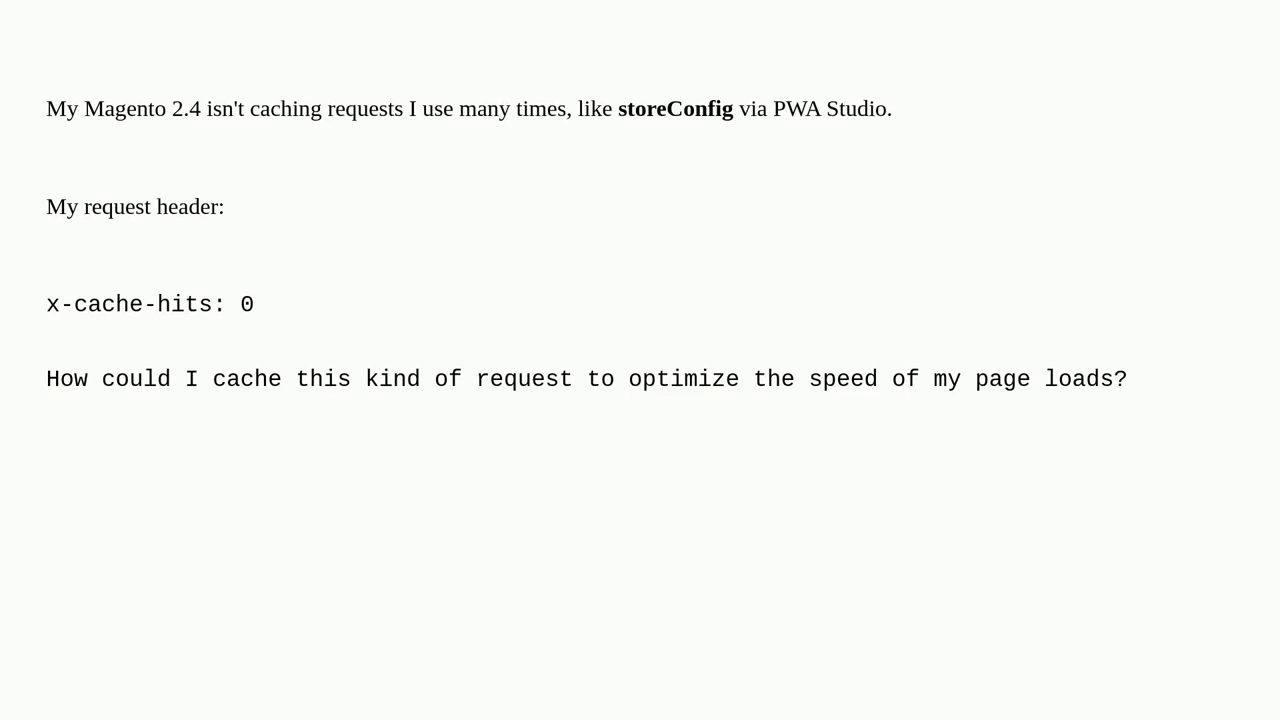 My Magento 2.4 isn't caching requests I use many times, like storeConfig via PWA Studio.
My request header:
x-cache-hits: 0
How could I cache this kind of request to optimize the speed of my page loads?